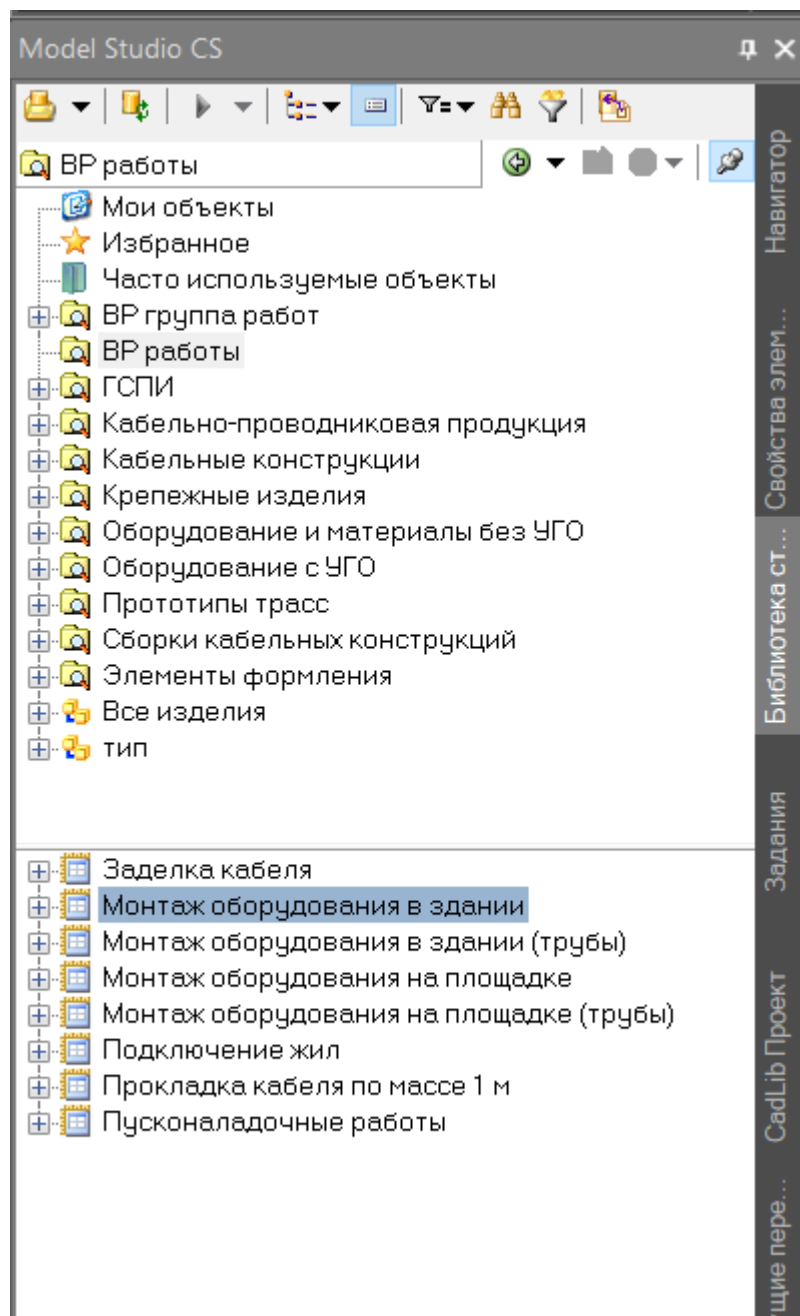 Model Studio CS
ВР работы
Мои объекты
Избранное
Часто используемые объекты
ВР группа работ
ВР работы
ГСПИ
Кабельно-проводниковая продукция
Кабельные конструкции
Крепежные изделия
Оборудование и материалы без УГО
Оборудование с УГО
Прототипы трасс
Сборки кабельных конструкций
Элементы формления
Все изделия
тип
Заделка кабеля
Монтаж оборудования в здании
Монтаж оборудования в здании (трубы)
Монтаж оборудования на площадке
Монтаж оборудования на площадке (трубы)
Подключение жил
Прокладка кабеля по массе 1 м
Пусконаладочные работы
Навигатор
Свойства элем...
Библиотека ст...
Задания
CadLib Проект
пере...